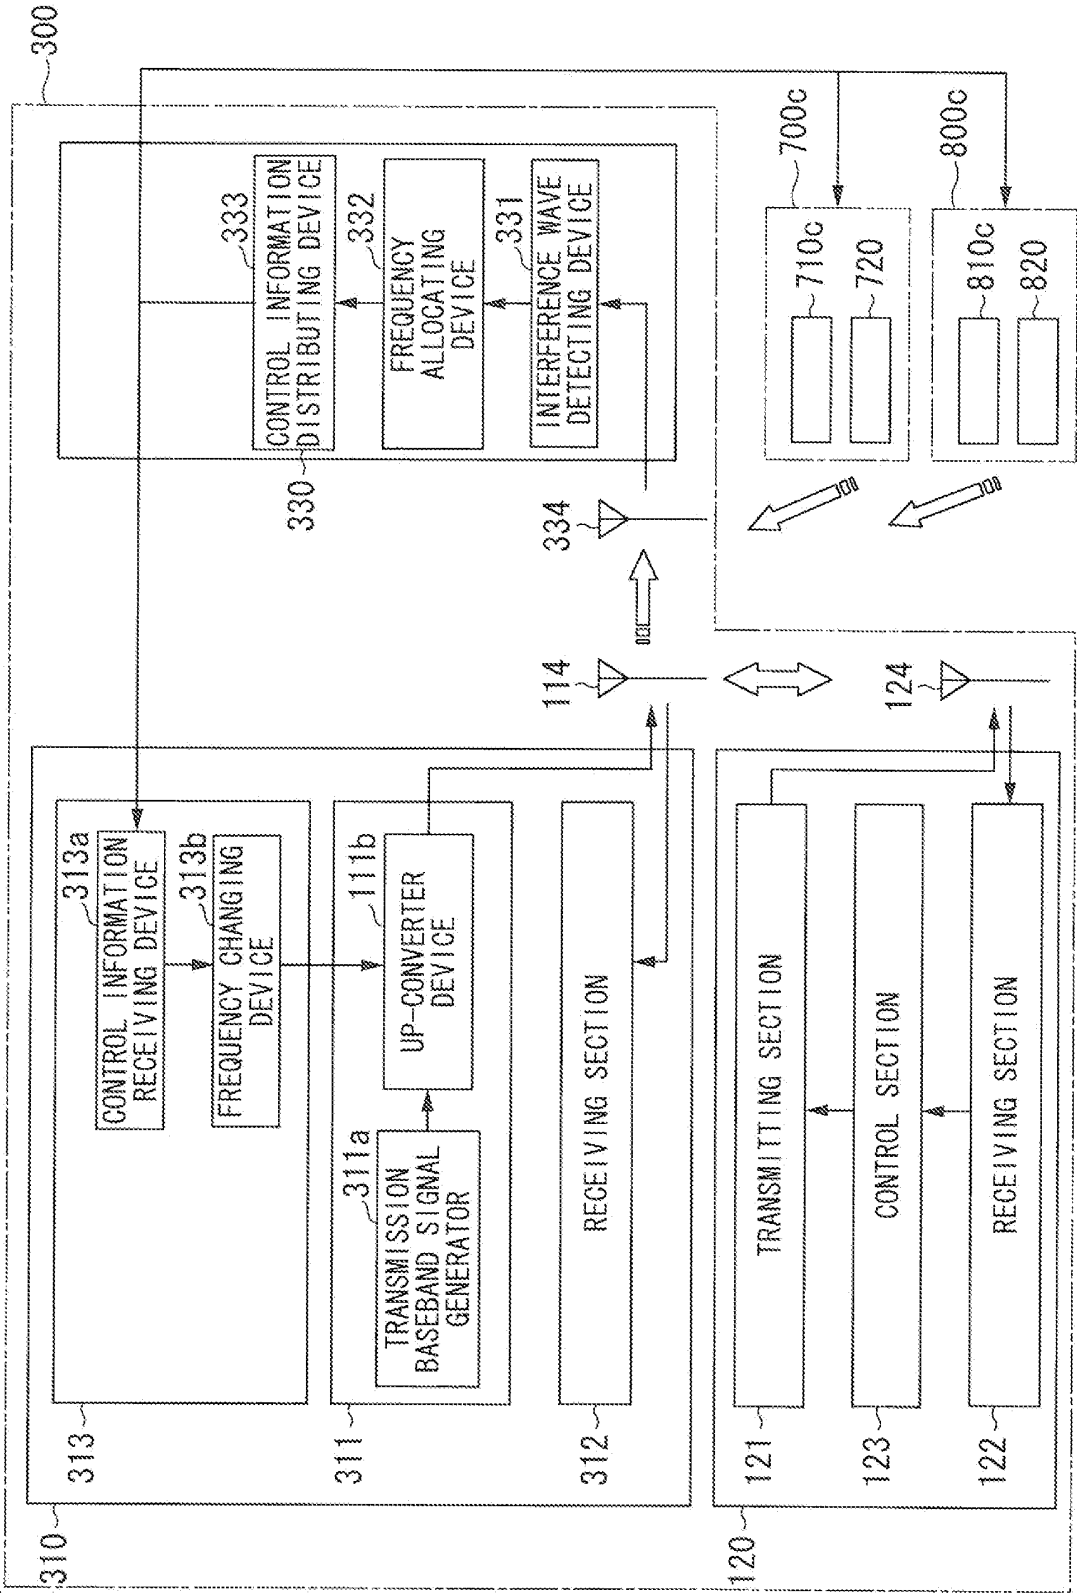 300
310
313
313a
CONTROL INFORMATION
RECEIVING DEVICE
313b
FREQUENCY CHANGING
DEVICE
311
311a
TRANSMISSION
BASEBAND SIGNAL
GENERATOR
111b
UP-CONVERTER
DEVICE
312
RECEIVING SECTION
114
330
333
CONTROL INFORMATION
DISTRIBUTING DEVICE
332
FREQUENCY
ALLOCATING
DEVICE
331
INTERFERENCE WAVE
DETECTING DEVICE
334
120
121
TRANSMITTING SECTION
123
CONTROL SECTION
122
RECEIVING SECTION
124
700c
710c
720
800c
810c
820